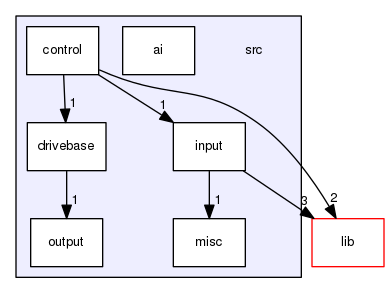 control
ai
src
1
1
drivebase
input
1
1
3
2
output
misc
lib